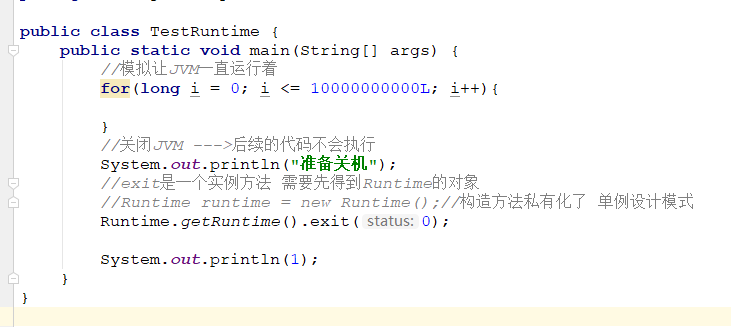 public class TestRuntime {
public static void main(String[] args) {
//模拟让JVM一直运行着
for(long i = 0; i <= 10000000000L; i++){
}
//关闭JVM --->后续的代码不会执行
System.out.println("准备关机");
//exit是一个实例方法 需要先得到Runtime的对象
//Runtime runtime = new Runtime();//构造方法私有化了 单例设计模式
Runtime.getRuntime().exit( status: 0);
System.out.println(1);
}
}